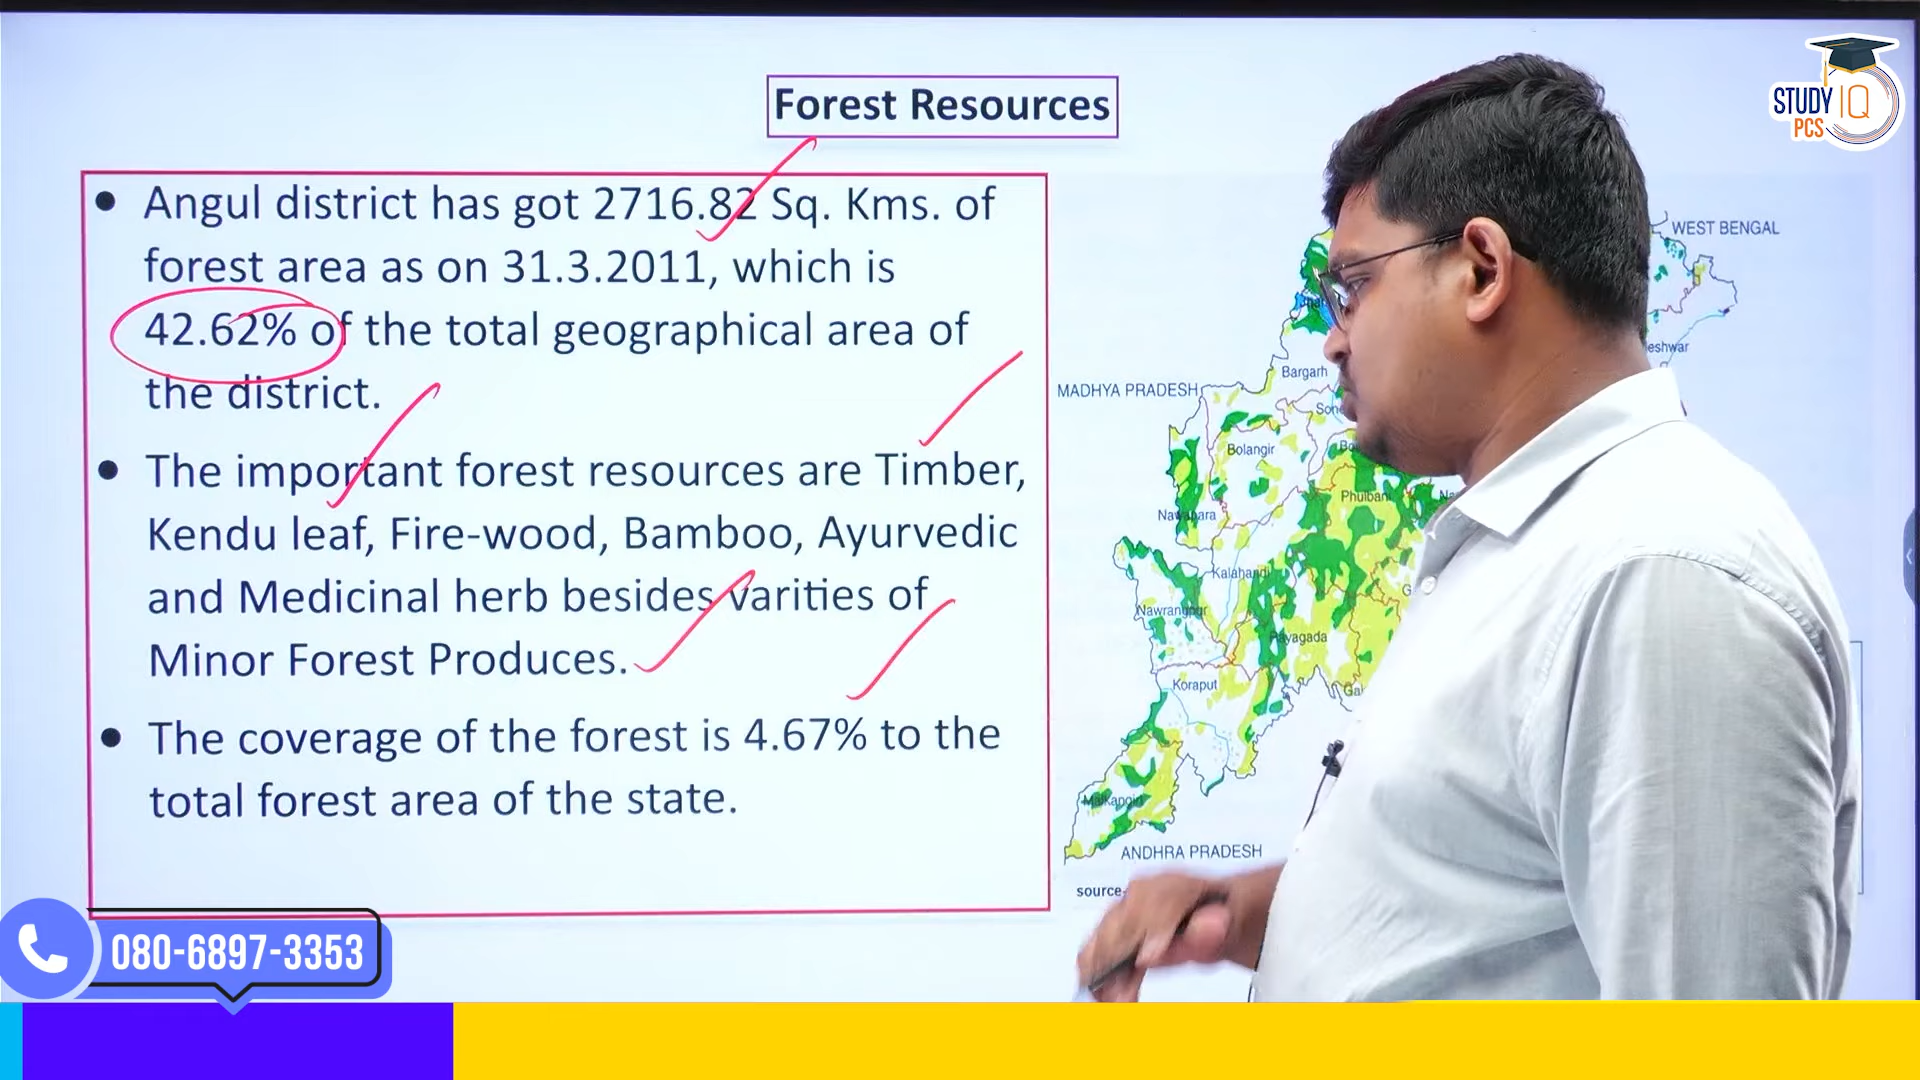 Forest Resources
STUDY IQ
PCS
• Angul district has got 2716.82 Sq. Kms. of
forest area as on 31.3.2011, which is
42.62% of the total geographical area of
the district.
• The important forest resources are Timber,
Kendu leaf, Fire-wood, Bamboo, Ayurvedic
and Medicinal herb besides varities of
Minor Forest Produces.
• The coverage of the forest is 4.67% to the
total forest area of the state.
WEST BENGAL
eshwar
Bargarh
MADHYA PRADESH
Sone
Bolangir
Phulbani
Kalahandi
Nawrangpur
Rayagada
Koraput
Malkangiri
ANDHRA PRADESH
source-
080-6897-3353